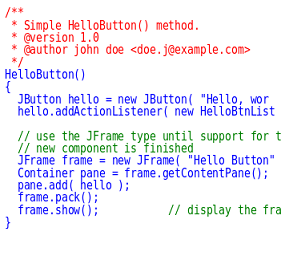 /**
 * Simple HelloButton() method.
 * @version 1.0
 * @author john doe <doe.j@example.com>
 */
HelloButton()
{
  JButton hello = new JButton( "Hello, wor
  hello.addActionListener( new HelloBtnList

  // use the JFrame type until support for t
  // new component is finished
  JFrame frame = new JFrame( "Hello Button"
  Container pane = frame.getContentPane();
  pane.add( hello );
  frame.pack();
  frame.show();           // display the fra
}